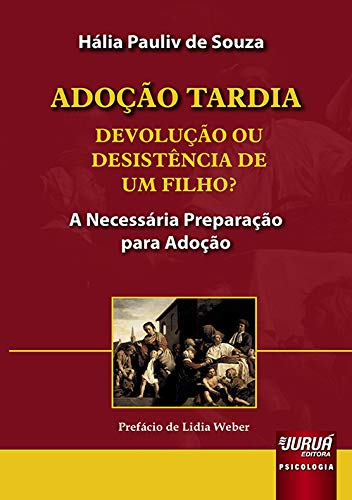 Hália Pauliv de Souza
ADOÇÃO TARDIA
DEVOLUÇÃO OU
DESISTÊNCIA DE
UM FILHO?
A Necessária Preparação
para Adoção
Prefácio de Lidia Weber
JURUÁ
EDITORA
PSICOLOGIA